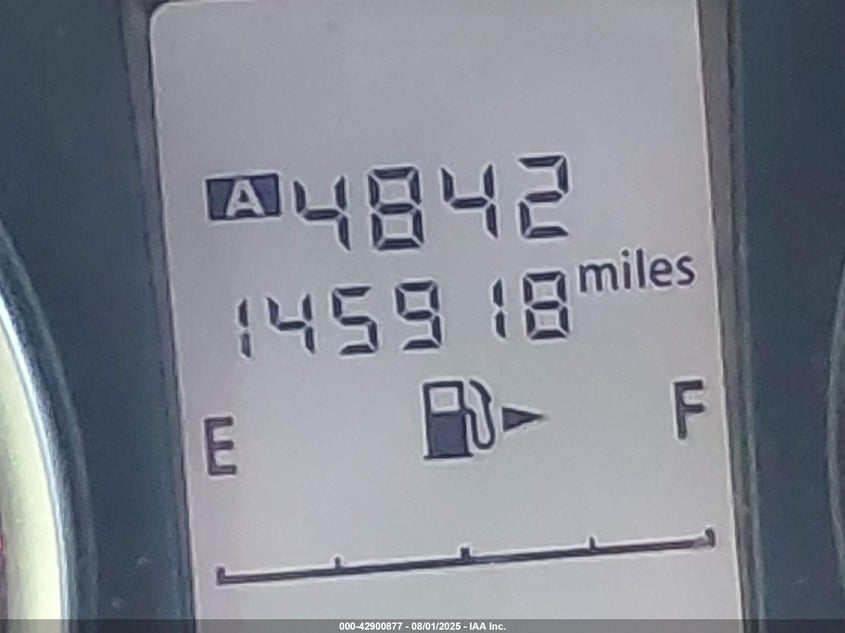 A 4842
145918 miles
E F
000-42900877 - 08/01/2025 - IAA Inc.